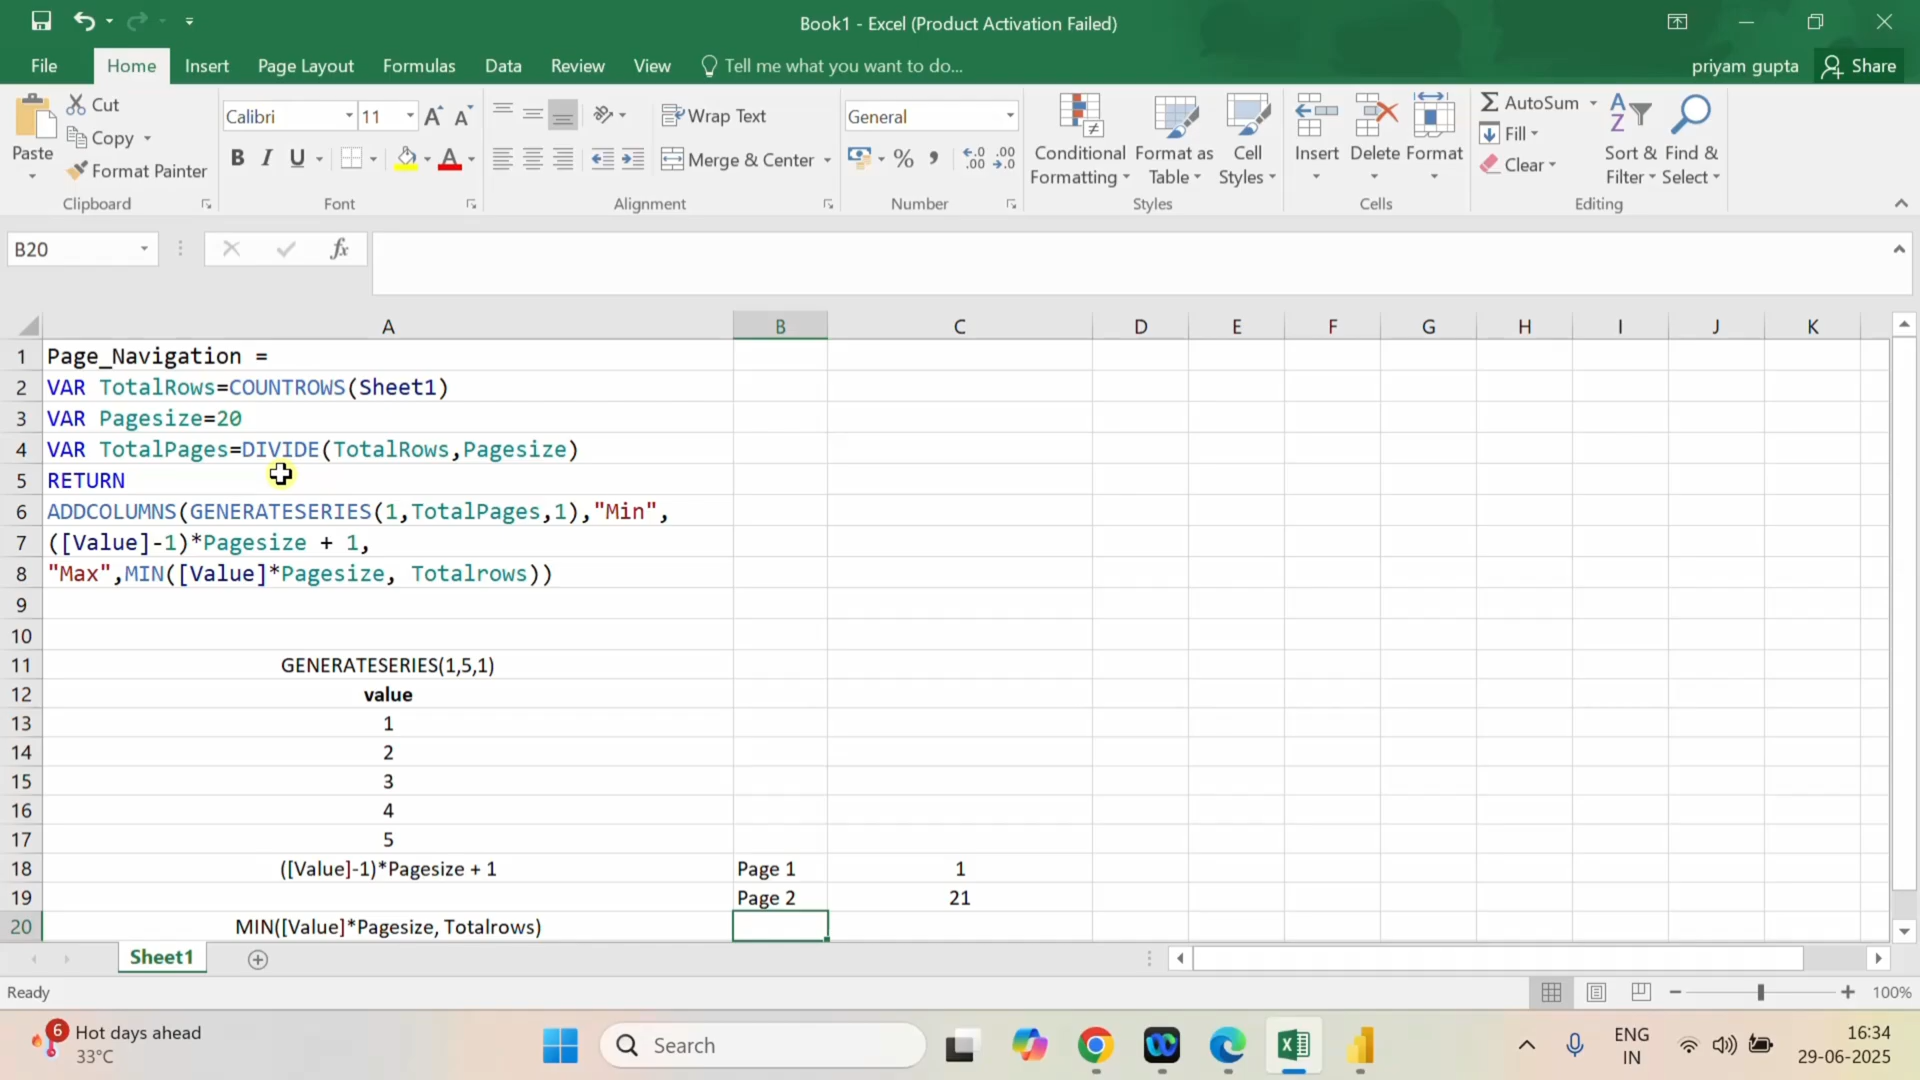 Book1 - Excel (Product Activation Failed)
File Home Insert Page Layout Formulas Data Review View Tell me what you want to do... priyam gupta Share
Paste
Cut
Copy
Format Painter
Clipboard
Calibri 11
B I U A
Font
Wrap Text
Merge & Center
Alignment
General
% , .00 .00
Number
Conditional Formatting
Format as Table
Cell Styles
Styles
Insert Delete Format
Cells
AutoSum
Fill
Clear
Sort & Filter
Find & Select
Editing
B20 fx
A B C D E F G H I J K
1 Page_Navigation =
2 VAR TotalRows=COUNTROWS(Sheet1)
3 VAR Pagesize=20
4 VAR TotalPages=DIVIDE(TotalRows,Pagesize)
5 RETURN
6 ADDCOLUMNS(GENERATESERIES(1,TotalPages,1),"Min",
7 ([Value]-1)*Pagesize + 1,
8 "Max",MIN([Value]*Pagesize, Totalrows))
9
10
11 GENERATESERIES(1,5,1)
12 value
13 1
14 2
15 3
16 4
17 5
18 ([Value]-1)*Pagesize + 1 Page 1 1
19 Page 2 21
20 MIN([Value]*Pagesize, Totalrows)
Sheet1
Ready 100%
6 Hot days ahead
33°C
Search
ENG
IN
16:34
29-06-2025